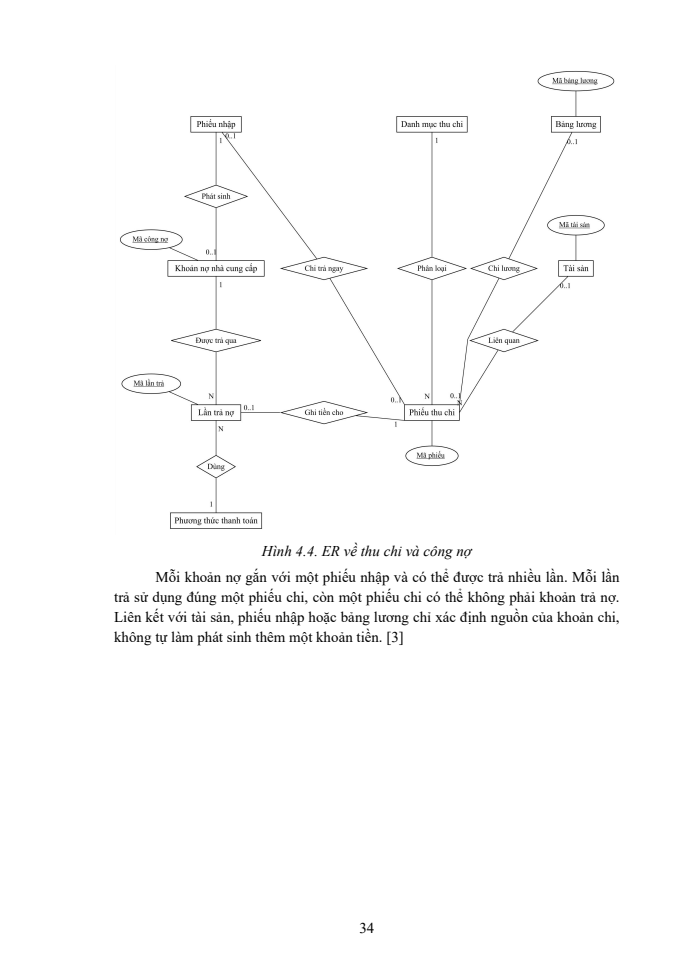 Mã bảng lương
Phiếu nhập
Danh mục thu chi
Bảng lương
1
0..1
1
0..1
Phát sinh
Mã công nợ
Mã tài sản
0..1
Khoản nợ nhà cung cấp
Chi trả ngay
Phân loại
Chi lương
Tài sản
1
0..1
Được trả qua
Liên quan
Mã lần trả
N
0..1
N
0..1
N
Lần trả nợ
0..1
Ghi tiền cho
Phiếu thu chi
N
1
Mã phiếu
Dùng
1
Phương thức thanh toán
Hình 4.4. ER về thu chi và công nợ
Mỗi khoản nợ gắn với một phiếu nhập và có thể được trả nhiều lần. Mỗi lần
trả sử dụng đúng một phiếu chi, còn một phiếu chi có thể không phải khoản trả nợ.
Liên kết với tài sản, phiếu nhập hoặc bảng lương chỉ xác định nguồn của khoản chi,
không tự làm phát sinh thêm một khoản tiền. [3]
34